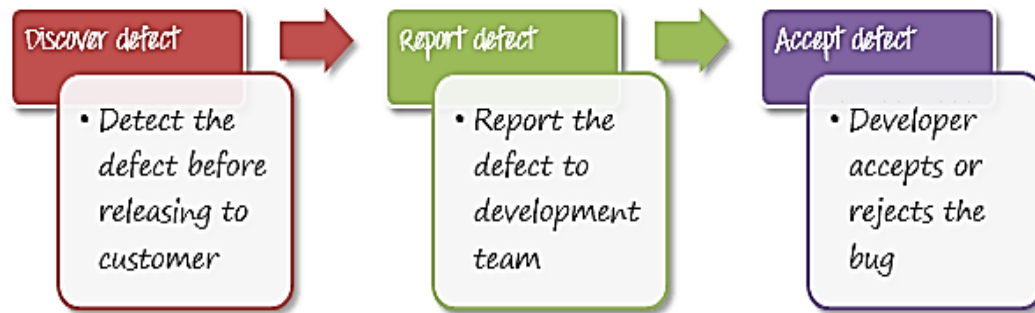 Discover defect
• Detect the
defect before
releasing to
customer
Report defect
• Report the
defect to
development
team
Accept defect
• Developer
accepts or
rejects the
bug